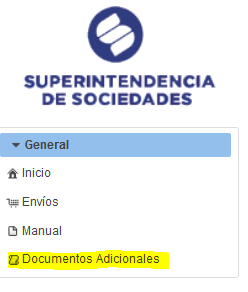 SUPERINTENDENCIA
DE SOCIEDADES
General
Inicio
Envíos
Manual
Documentos Adicionales